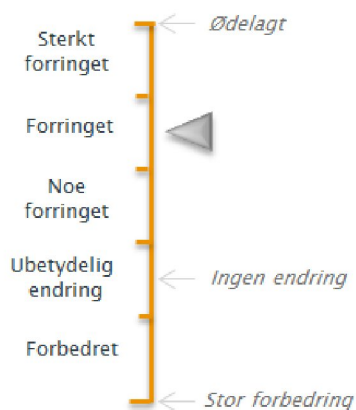 Ødelagt
Sterkt
forringet
Forringet
Noe
forringet
Ubetydelig
endring
Ingen endring
Forbedret
Stor forbedring